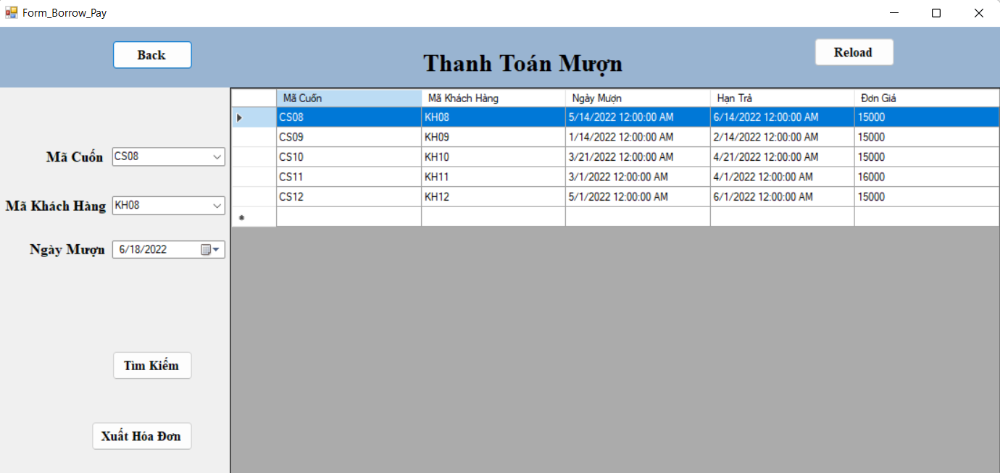 Form_Borrow_Pay
Back
Thanh Toán Mượn
Reload
Mã Cuốn CS08
Mã Khách Hàng KH08
Ngày Mượn 6/18/2022
Tìm Kiếm
Xuất Hóa Đơn
Mã Cuốn Mã Khách Hàng Ngày Mượn Hạn Trả Đơn Giá
CS08 KH08 5/14/2022 12:00:00 AM 6/14/2022 12:00:00 AM 15000
CS09 KH09 1/14/2022 12:00:00 AM 2/14/2022 12:00:00 AM 15000
CS10 KH10 3/21/2022 12:00:00 AM 4/21/2022 12:00:00 AM 15000
CS11 KH11 3/1/2022 12:00:00 AM 4/1/2022 12:00:00 AM 16000
CS12 KH12 5/1/2022 12:00:00 AM 6/1/2022 12:00:00 AM 15000